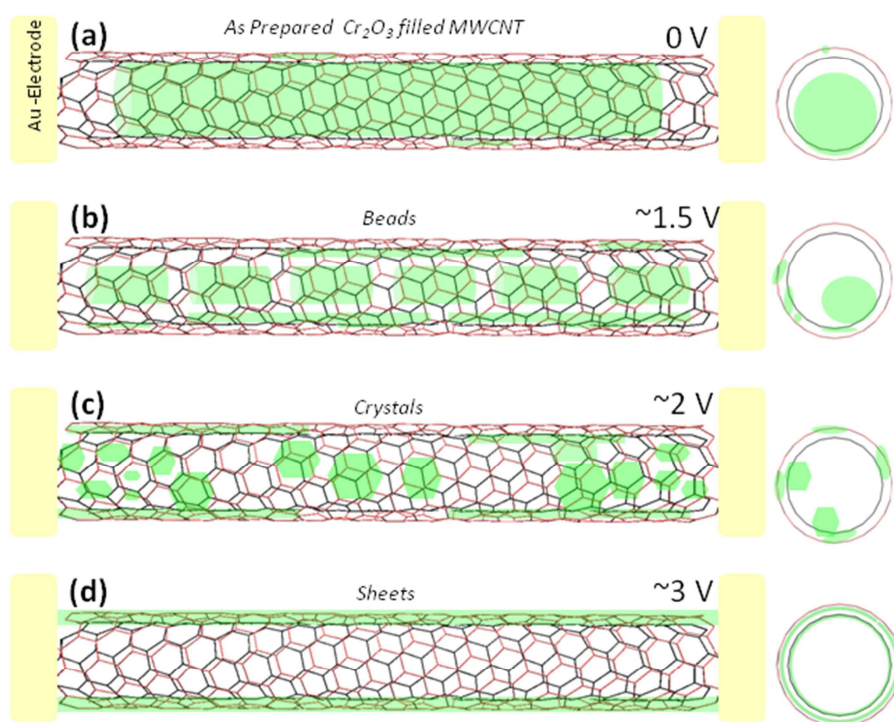 (a) As Prepared Cr₂O₃ filled MWCNT 0 V
Au-Electrode
(b) Beads ~1.5 V
(c) Crystals ~2 V
(d) Sheets ~3 V